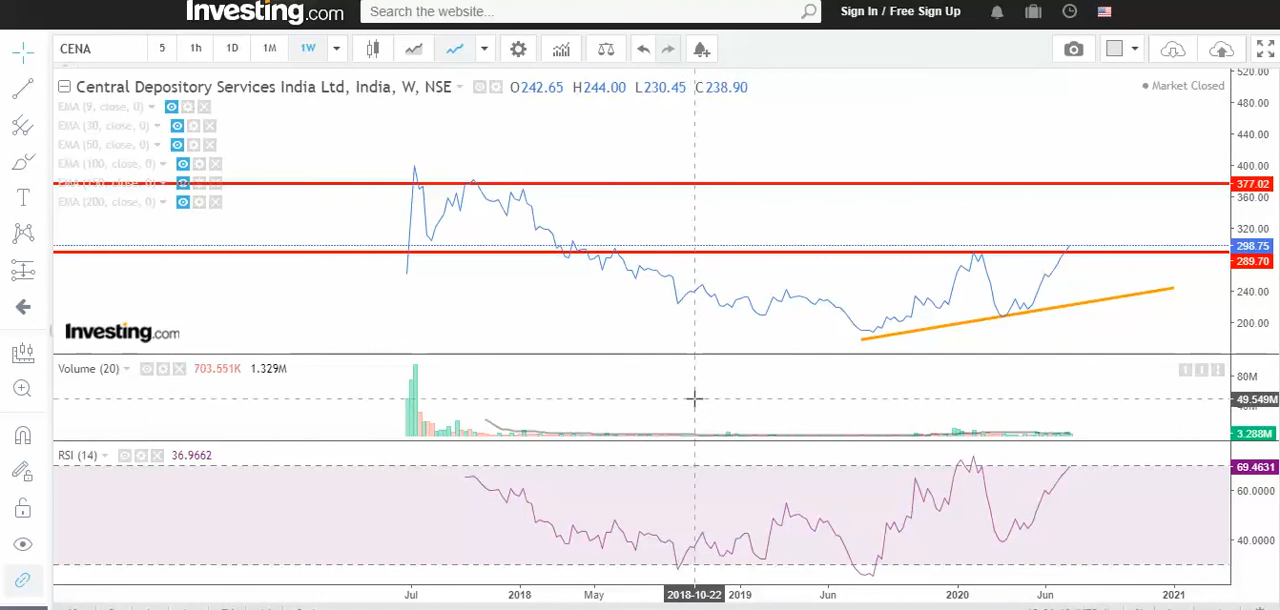 Investing.com Search the website... Sign In / Free Sign Up
CENA 5 1h 1D 1M 1W
Central Depository Services India Ltd, India, W, NSE O242.65 H244.00 L230.45 C238.90
Market Closed
EMA (9, close, 0)
EMA (30, close, 0)
EMA (50, close, 0)
EMA (100, close, 0)
EMA (200, close, 0)
520.00
480.00
440.00
400.00
377.02
360.00
320.00
298.75
289.70
240.00
200.00
Investing.com
Volume (20) 703.551K 1.329M
80M
49.549M
3.288M
RSI (14) 36.9662
69.4631
60.0000
40.0000
Jul 2018 May 2018-10-22 2019 Jun 2020 Jun 2021